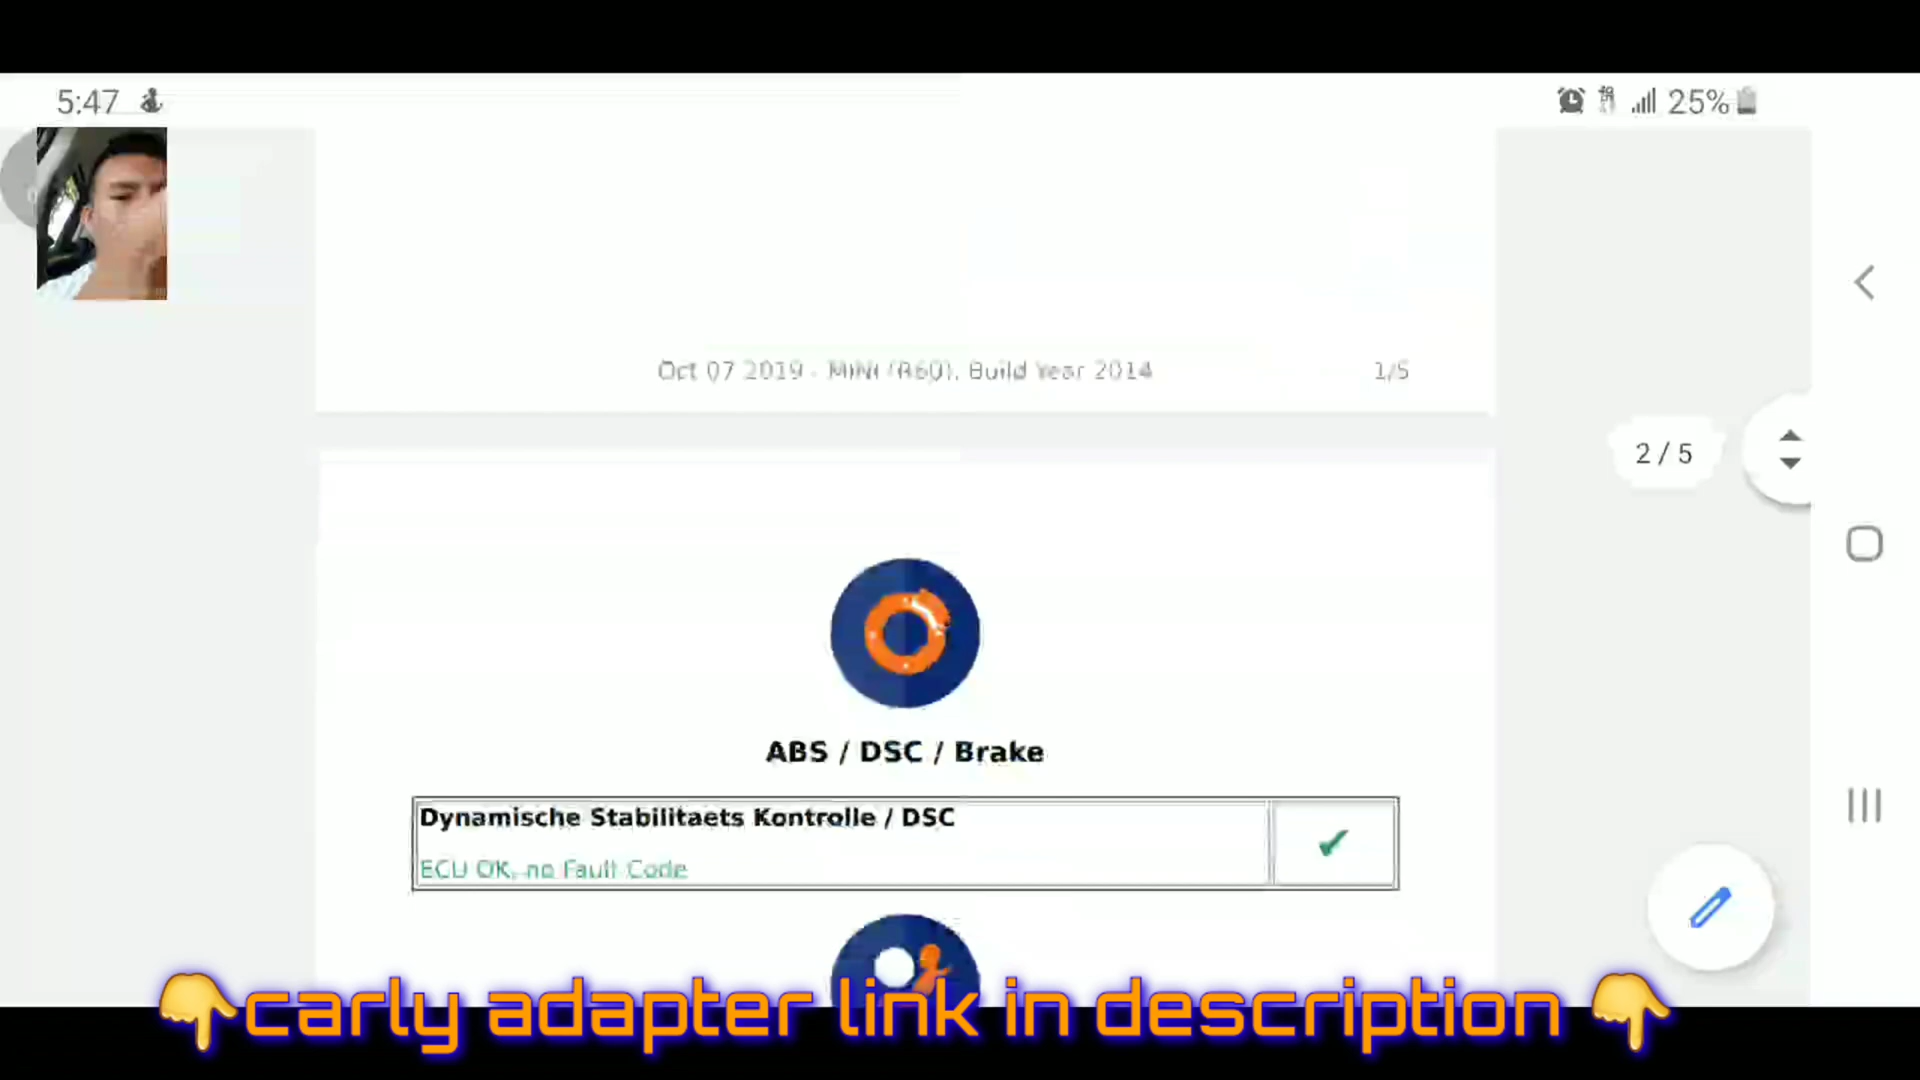 5:47
25%
Oct 07 2019 - MINI (R60), Build Year 2014
1/5
2 / 5
ABS / DSC / Brake
Dynamische Stabilitaets Kontrolle / DSC
✔
ECU OK, no Fault Code
👇carly adapter link in description 👇